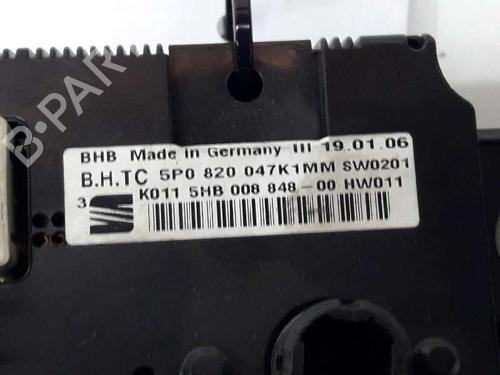 BHB Made in Germany III 19.01.06
B.H.TC 5P0 820 047K1MM SW0201
3 K011 5HB 008 848-00 HW011
B-PARTS